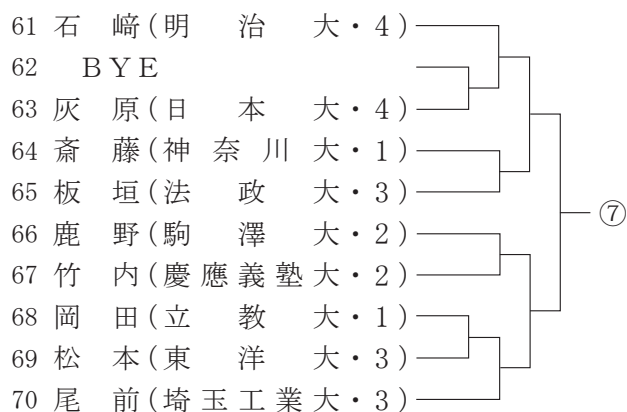 61 石﨑(明治大・4)
62 BYE
63 灰原(日本大・4)
64 斎藤(神奈川大・1)
65 板垣(法政大・3)
66 鹿野(駒澤大・2)
67 竹内(慶應義塾大・2)
68 岡田(立教大・1)
69 松本(東洋大・3)
70 尾前(埼玉工業大・3)
⑦